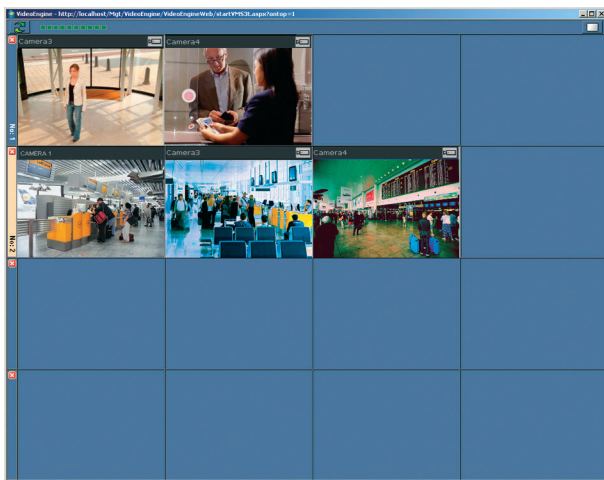 VideoEngine - http://localhost/Mgt/VideoEngine/VideoEngineWeb/startVMS3t.aspx?ontop=1
Camera3
Camera4
No: 1
CAMERA 1
Camera3
Camera4
No: 2